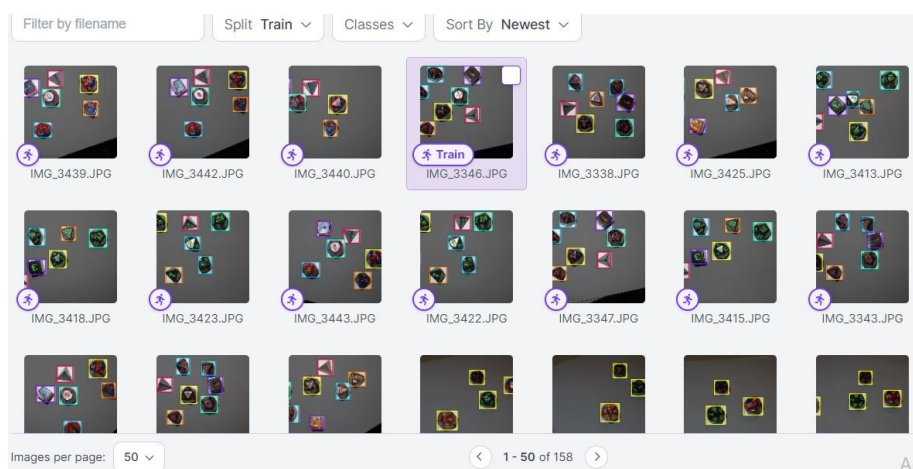 Filter by filename Split Train Classes Sort By Newest
Train
IMG_3439.JPG IMG_3442.JPG IMG_3440.JPG IMG_3346.JPG IMG_3338.JPG IMG_3425.JPG IMG_3413.JPG
IMG_3418.JPG IMG_3423.JPG IMG_3443.JPG IMG_3422.JPG IMG_3347.JPG IMG_3415.JPG IMG_3343.JPG
Images per page: 50 1 - 50 of 158 A